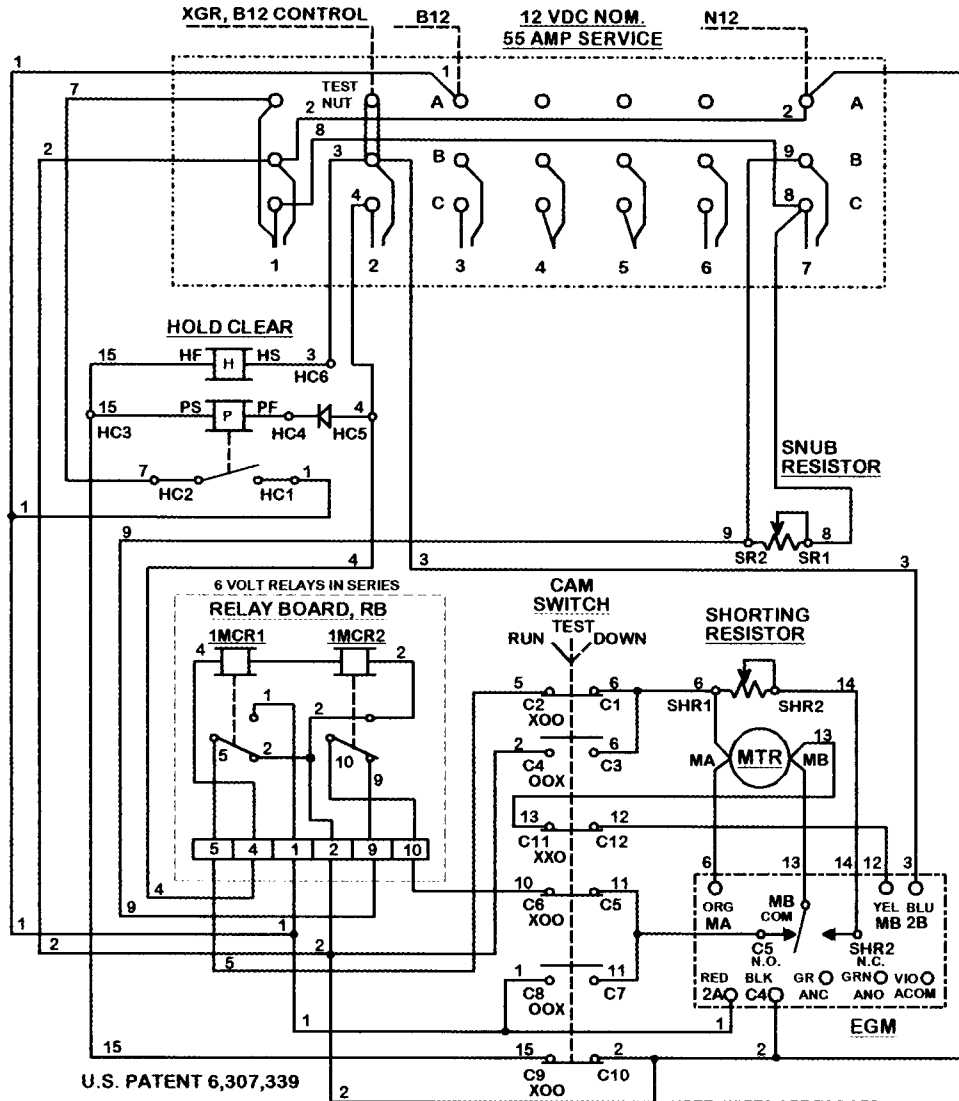 XGR, B12 CONTROL B12 12 VDC NOM. N12
55 AMP SERVICE
1 1
7 TEST NUT A 2 A
2
8
2 3 B 9 B
4 C 8 C
1 2 3 4 5 6 7
HOLD CLEAR
15 HF H HS 3
HC6
15 PS P PF 4
HC3 HC4 HC5
7 1
HC2 HC1
SNUB
RESISTOR
1
9 9 8
SR2 SR1
4 3 3
6 VOLT RELAYS IN SERIES
RELAY BOARD, RB
CAM
SWITCH
TEST
RUN DOWN
SHORTING
RESISTOR
1MCR1 1MCR2
4 2
5 6 6 14
C2 C1 SHR1 SHR2
XOO
1 2
5 2 10 9
2 6 13
C4 C3 MA MTR MB
OOX
13 12
C11 C12
XXO
5 4 1 2 9 10
6 13 14 12 3
4 10 11
C6 C5
XOO
9
ORG MA MB COM YEL MB BLU 2B
1 1
2 2
5
C5 N.O. SHR2 N.C.
1 11
C8 C7
OOX
RED 2A BLK C4 GR ANC GRN ANO VIO ACOM
1 1
EGM
15 15 2 2
C9 C10
XOO
U.S. PATENT 6,307,339
2